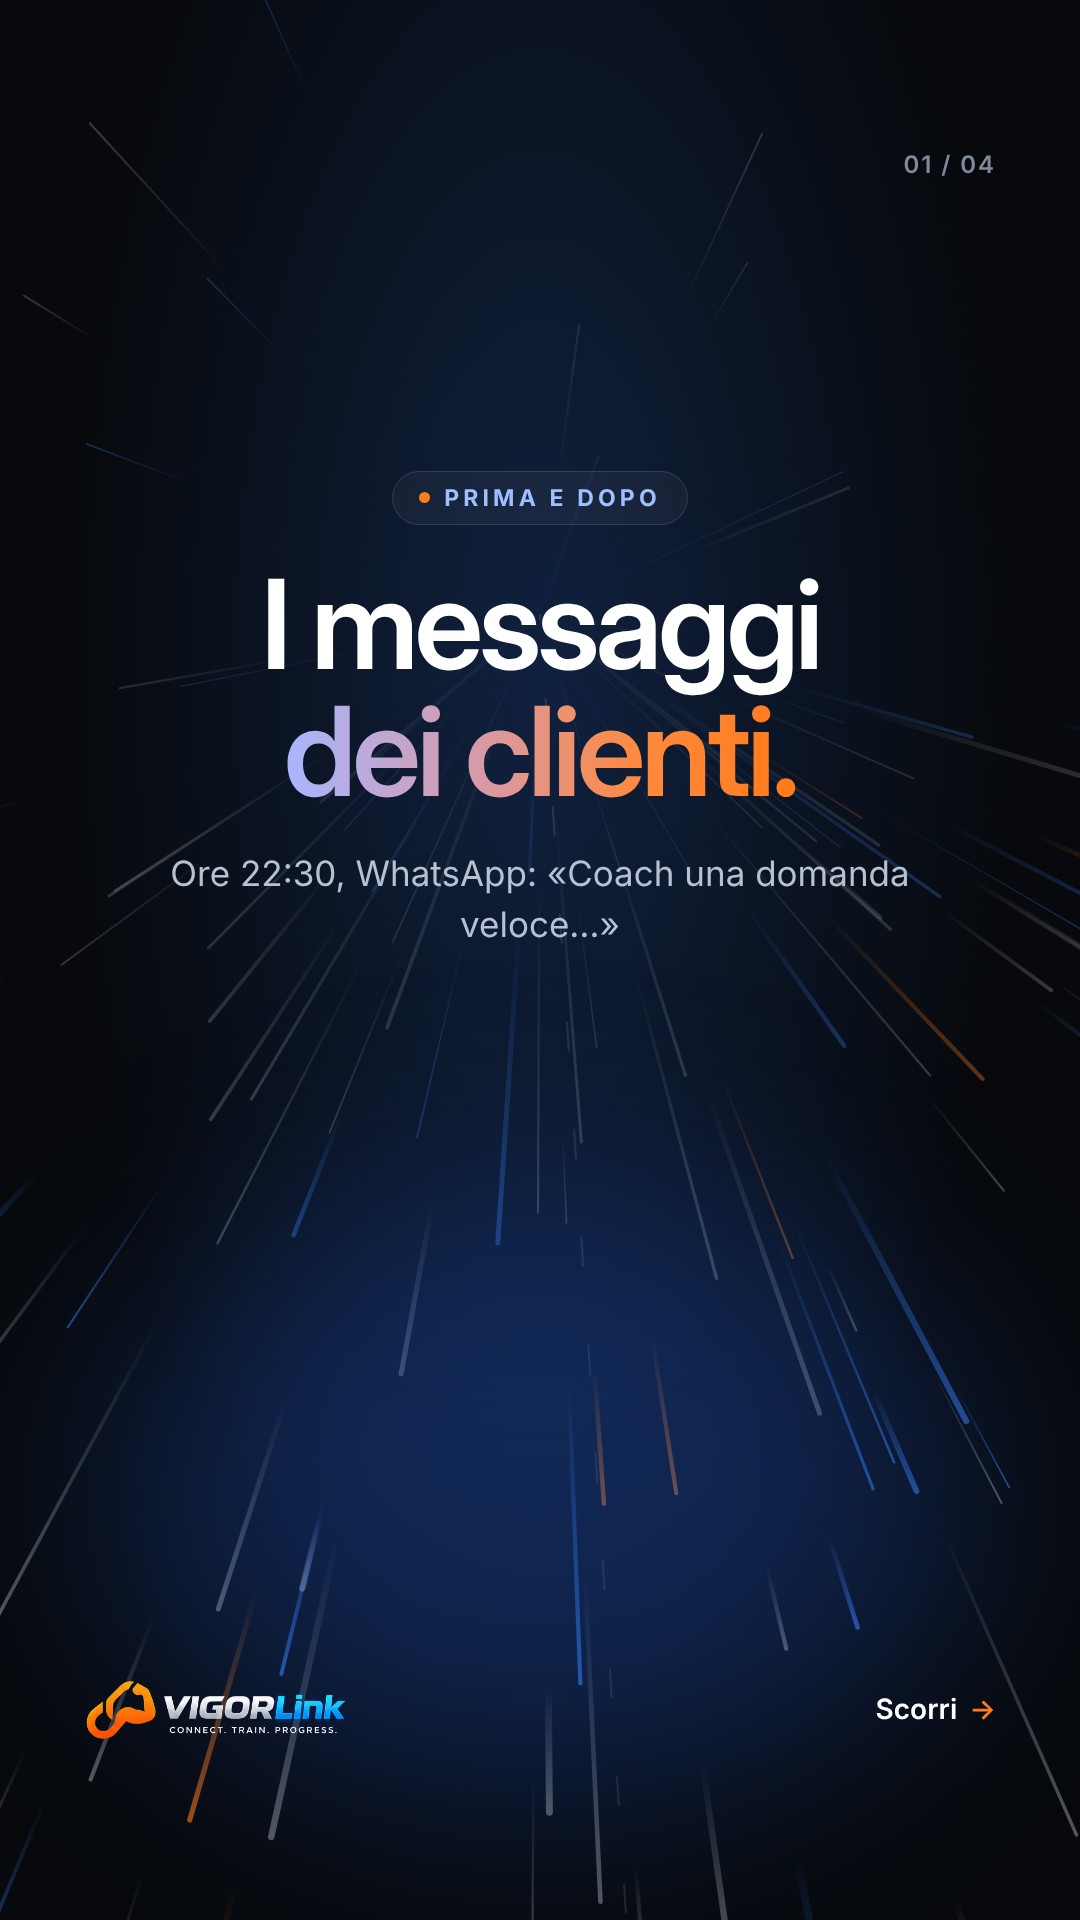 01 / 04
PRIMA E DOPO
I messaggi
dei clienti.
Ore 22:30, WhatsApp: «Coach una domanda
veloce…»
VIGORLink
CONNECT. TRAIN. PROGRESS.
Scorri →